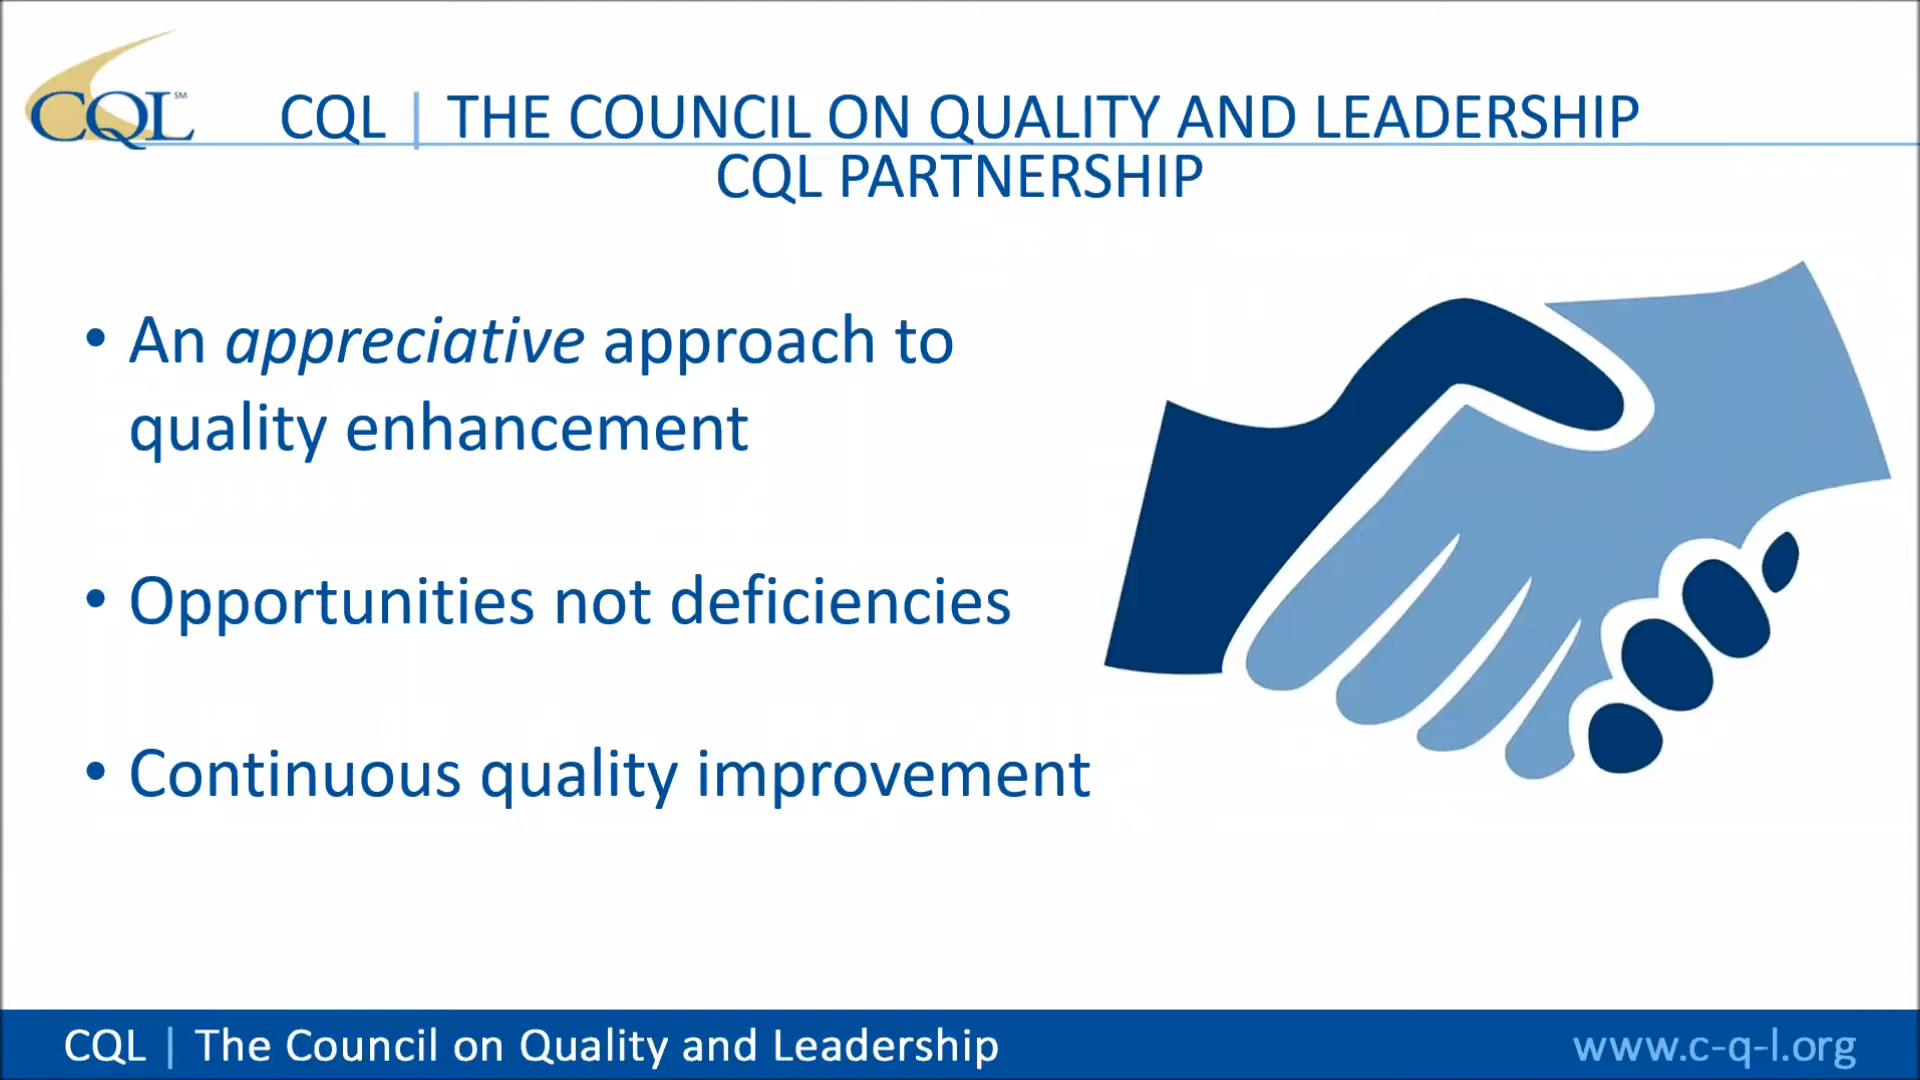 CQL℠
CQL | THE COUNCIL ON QUALITY AND LEADERSHIP
CQL PARTNERSHIP
• An appreciative approach to
quality enhancement
• Opportunities not deficiencies
• Continuous quality improvement
CQL | The Council on Quality and Leadership
www.c-q-l.org